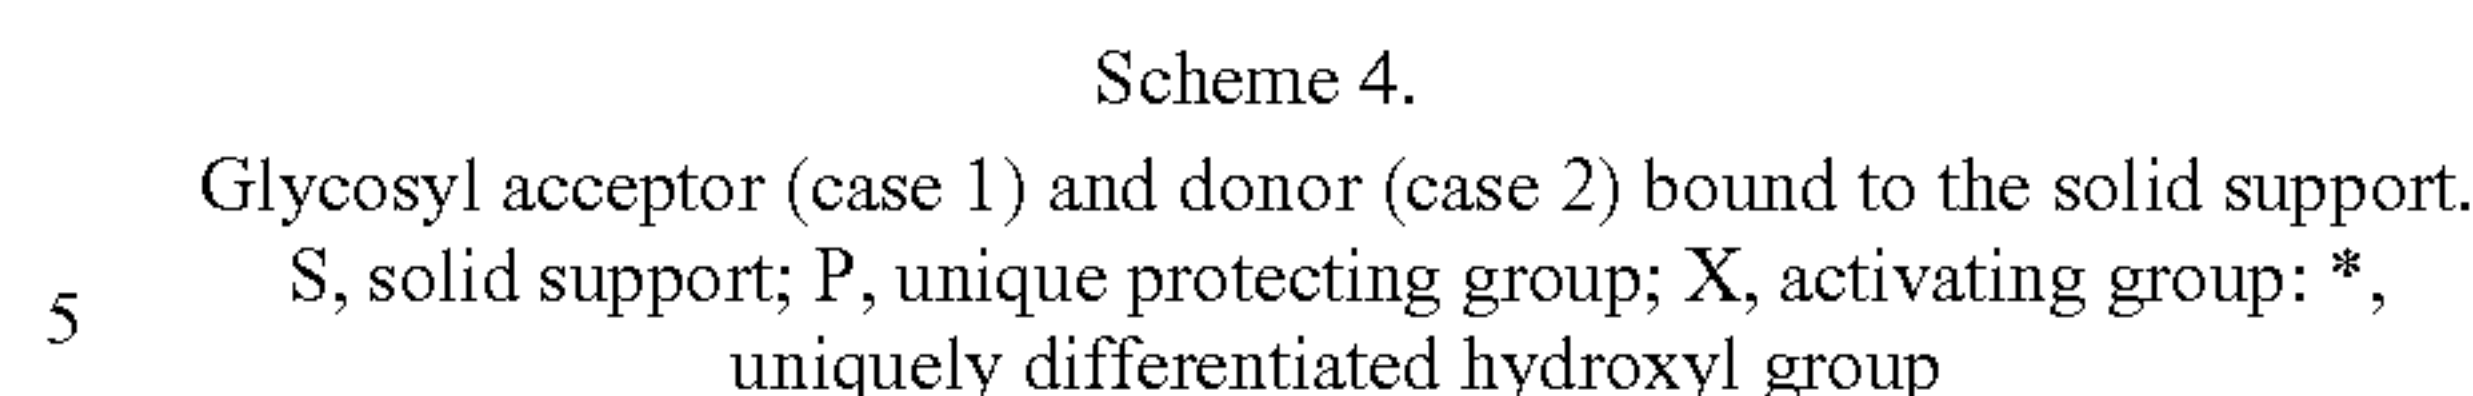 Scheme 4.
Glycosyl acceptor (case 1) and donor (case 2) bound to the solid support.
S, solid support; P, unique protecting group; X, activating group: *,
5
uniquely differentiated hydroxyl group